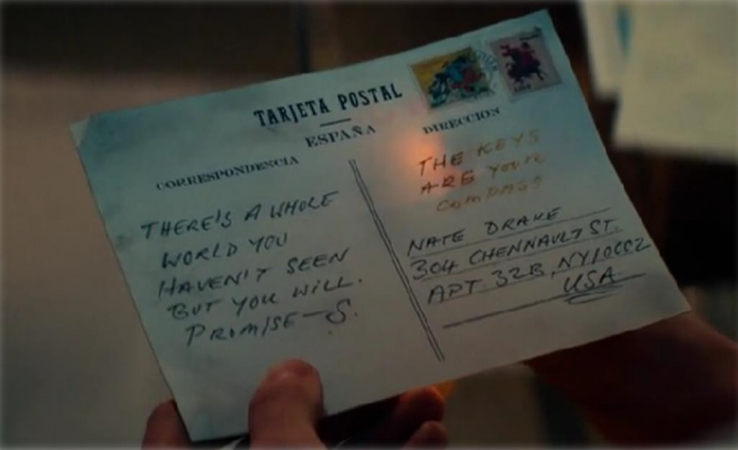 TARJETA POSTAL
ESPAÑA
CORRESPONDENCIA
DIRECCION
THERE'S A WHOLE
WORLD YOU
HAVEN'T SEEN
BUT YOU WILL.
PROMISE—S.
THE KEYS
ARE YOUR
COMPASS
NATE DRAKE
304 CHENNAULT ST.
APT. 32B, NY10002
USA